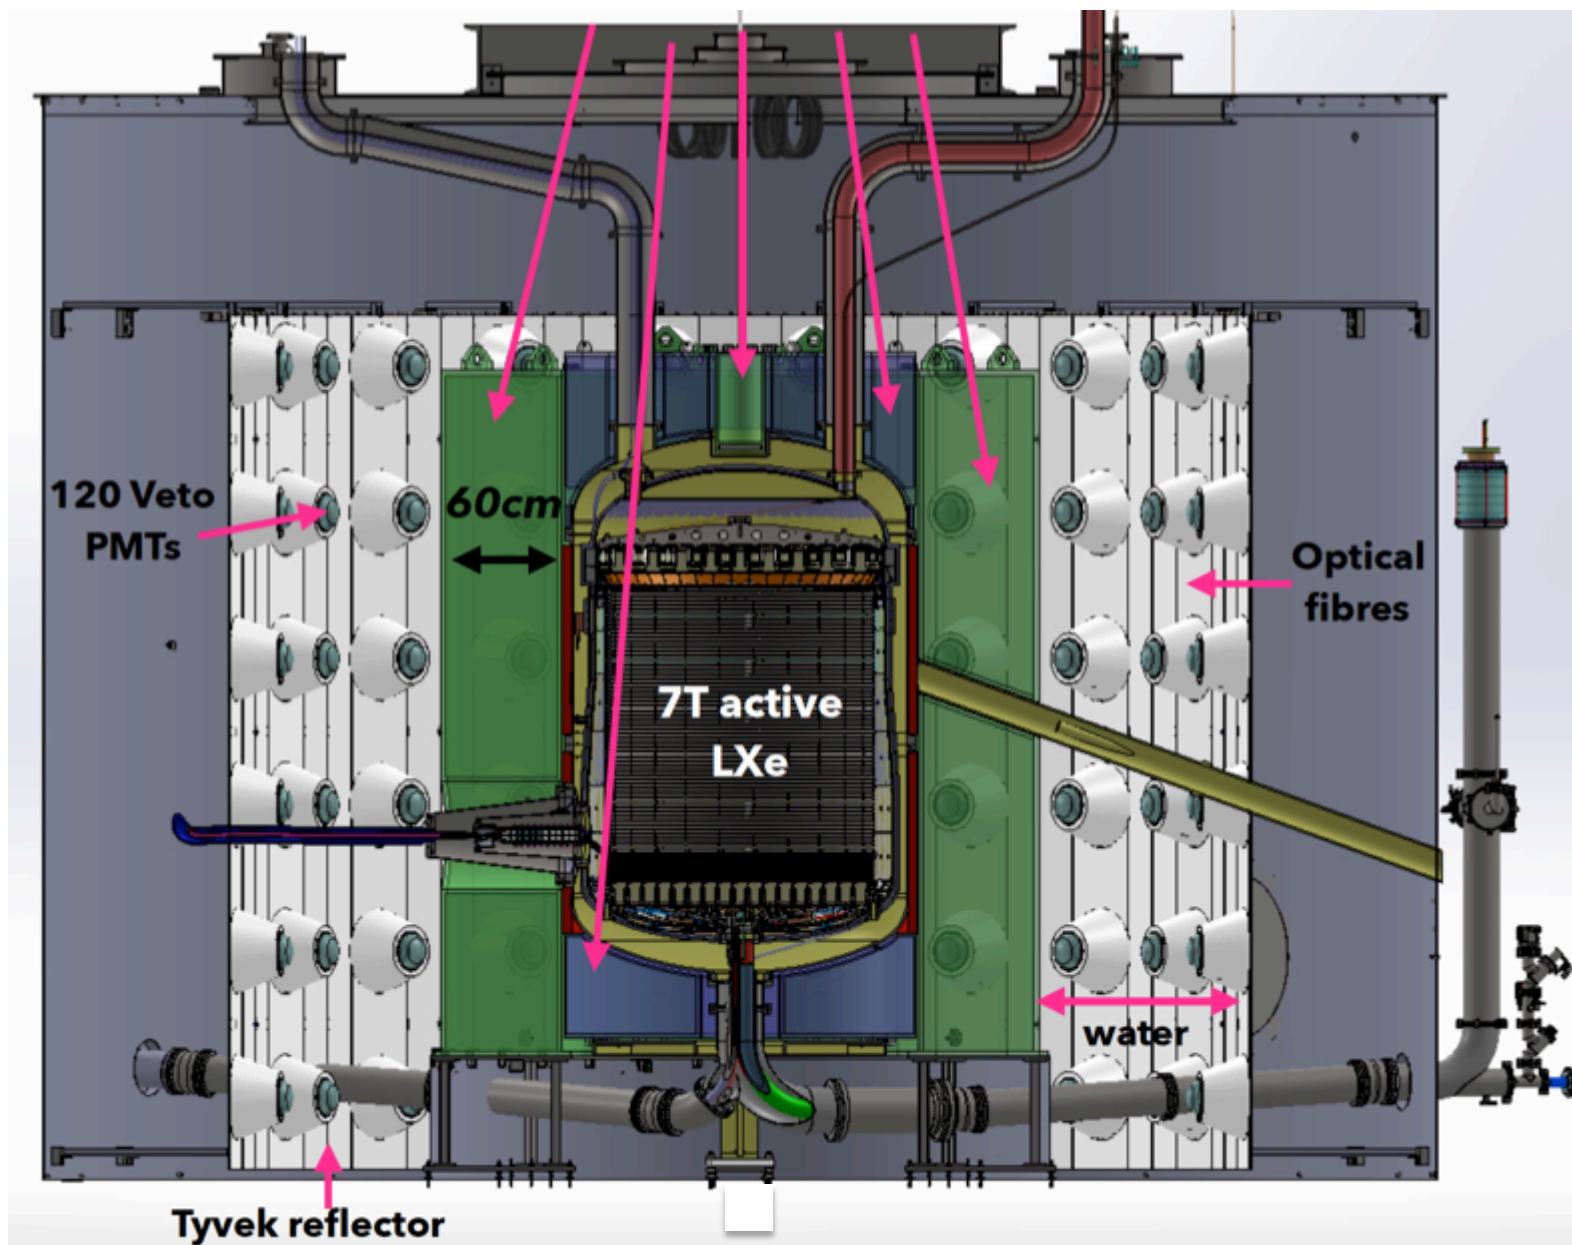 120 Veto
PMTs
60cm
Optical
fibres
7T active
LXe
water
Tyvek reflector